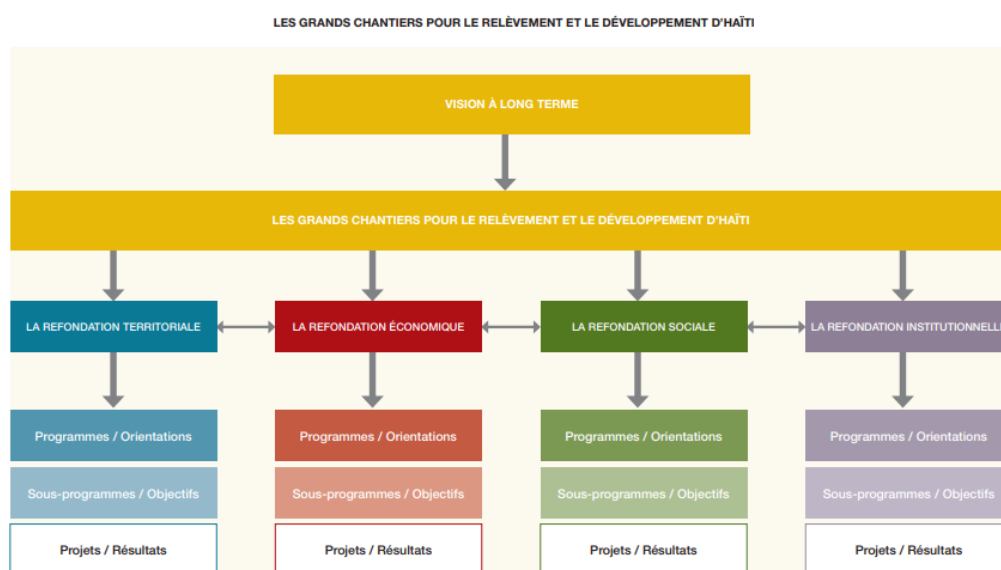 LES GRANDS CHANTIERS POUR LE RELÈVEMENT ET LE DÉVELOPPEMENT D'HAÏTI
VISION À LONG TERME
LES GRANDS CHANTIERS POUR LE RELÈVEMENT ET LE DÉVELOPPEMENT D'HAÏTI
LA REFONDATION TERRITORIALE
LA REFONDATION ÉCONOMIQUE
LA REFONDATION SOCIALE
LA REFONDATION INSTITUTIONNELLE
Programmes / Orientations
Programmes / Orientations
Programmes / Orientations
Programmes / Orientations
Sous-programmes / Objectifs
Sous-programmes / Objectifs
Sous-programmes / Objectifs
Sous-programmes / Objectifs
Projets / Résultats
Projets / Résultats
Projets / Résultats
Projets / Résultats